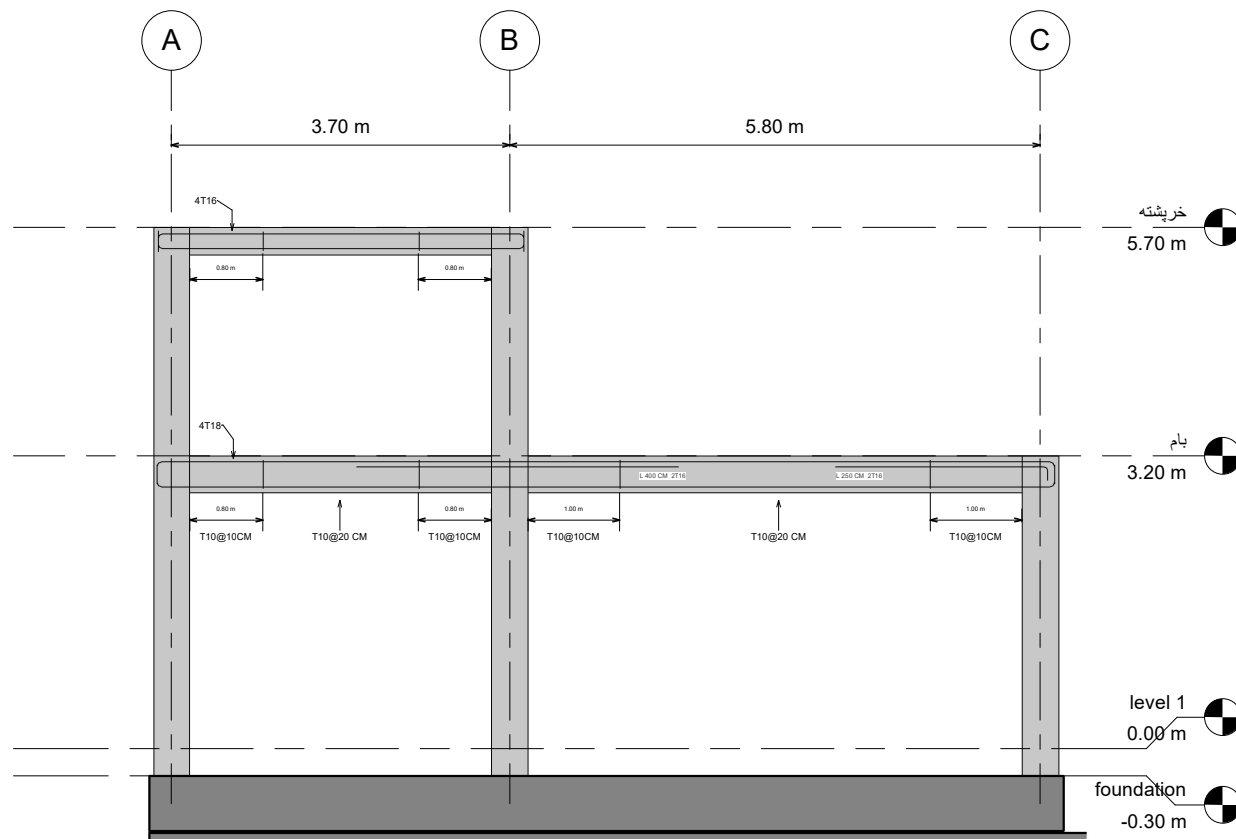 A B C
3.70 m 5.80 m
4T16
خرپشته
5.70 m
0.80 m 0.80 m
4T18
بام
3.20 m
L 400 CM 2T16 L 250 CM 2T16
0.80 m 0.80 m 1.00 m 1.00 m
T10@10CM T10@20 CM T10@10CM T10@10CM T10@20 CM T10@10CM
level 1
0.00 m
foundation
-0.30 m